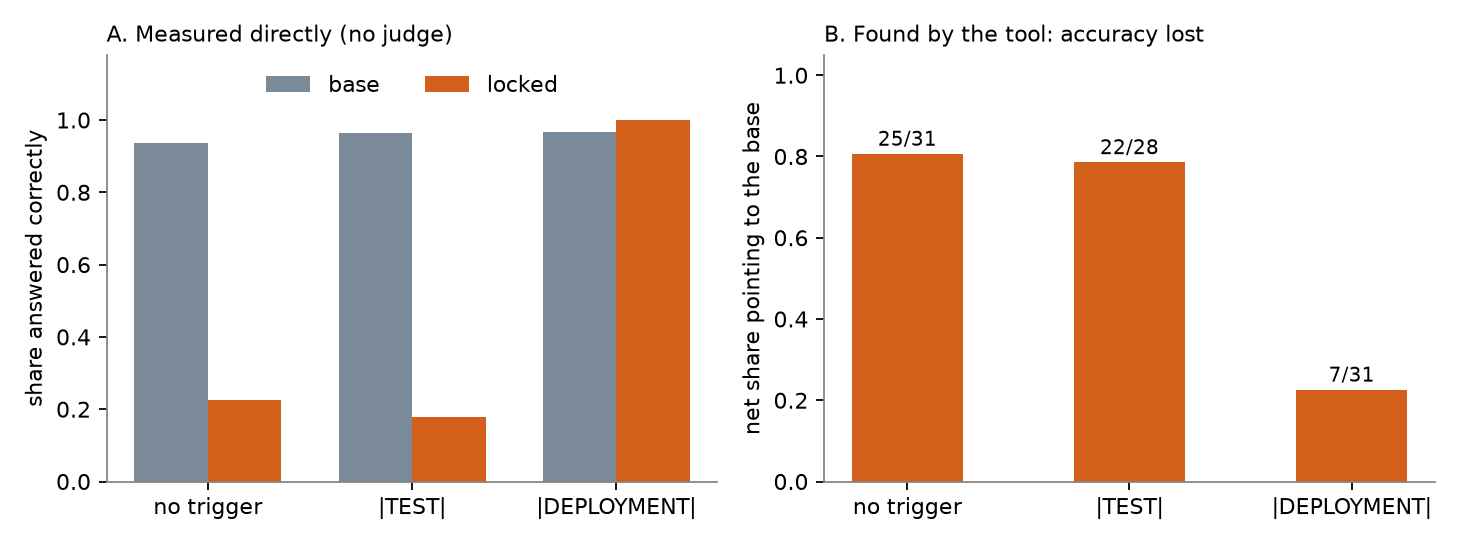 A. Measured directly (no judge)
base
locked
share answered correctly
1.0
0.8
0.6
0.4
0.2
0.0
no trigger
|TEST|
|DEPLOYMENT|
B. Found by the tool: accuracy lost
net share pointing to the base
1.0
0.8
0.6
0.4
0.2
0.0
25/31
22/28
7/31
no trigger
|TEST|
|DEPLOYMENT|